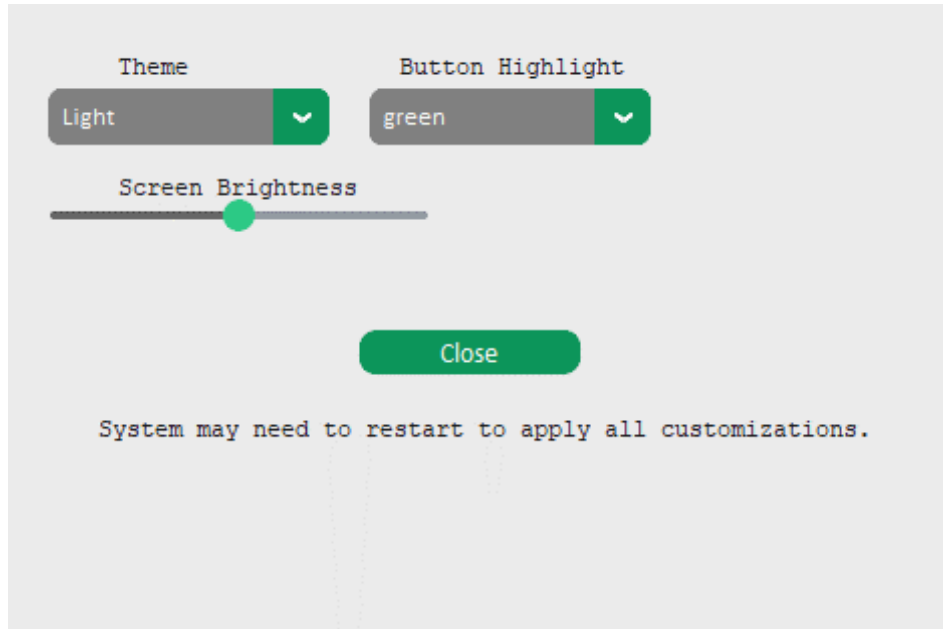 Theme Button Highlight
Light green
Screen Brightness
Close
System may need to restart to apply all customizations.